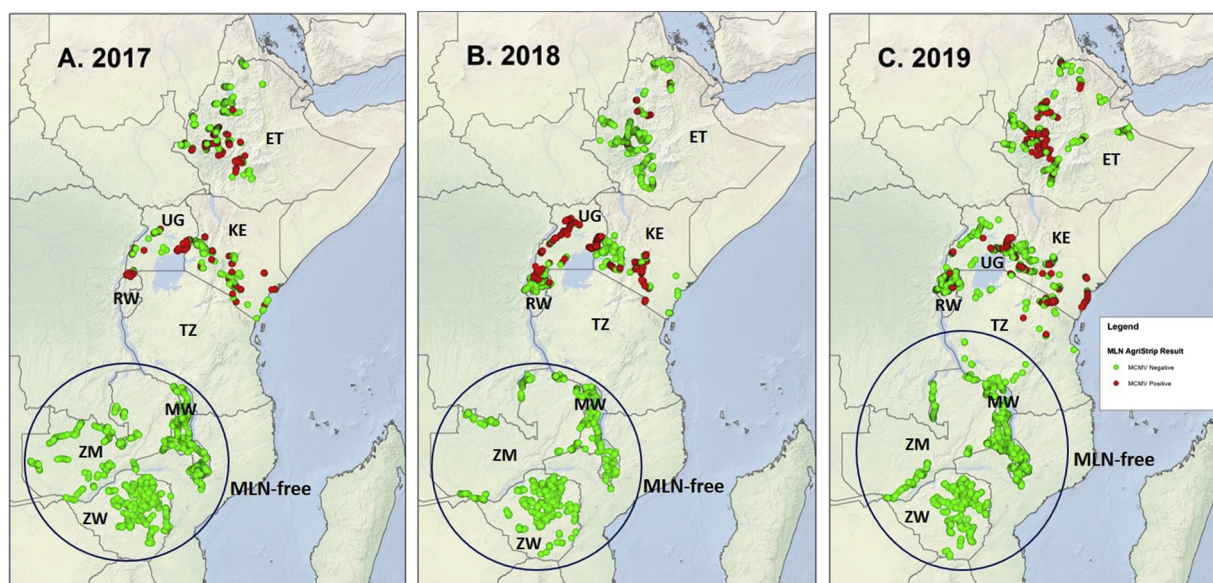 A. 2017
ET
UG
KE
RW
TZ
MW
ZM
MLN-free
ZW
B. 2018
ET
UG
KE
RW
TZ
MW
ZM
MLN-free
ZW
C. 2019
ET
KE
UG
RW
TZ
MW
ZM
MLN-free
ZW
Legend
MLN AgriStrip Result
MCMV Negative
MCMV Positive